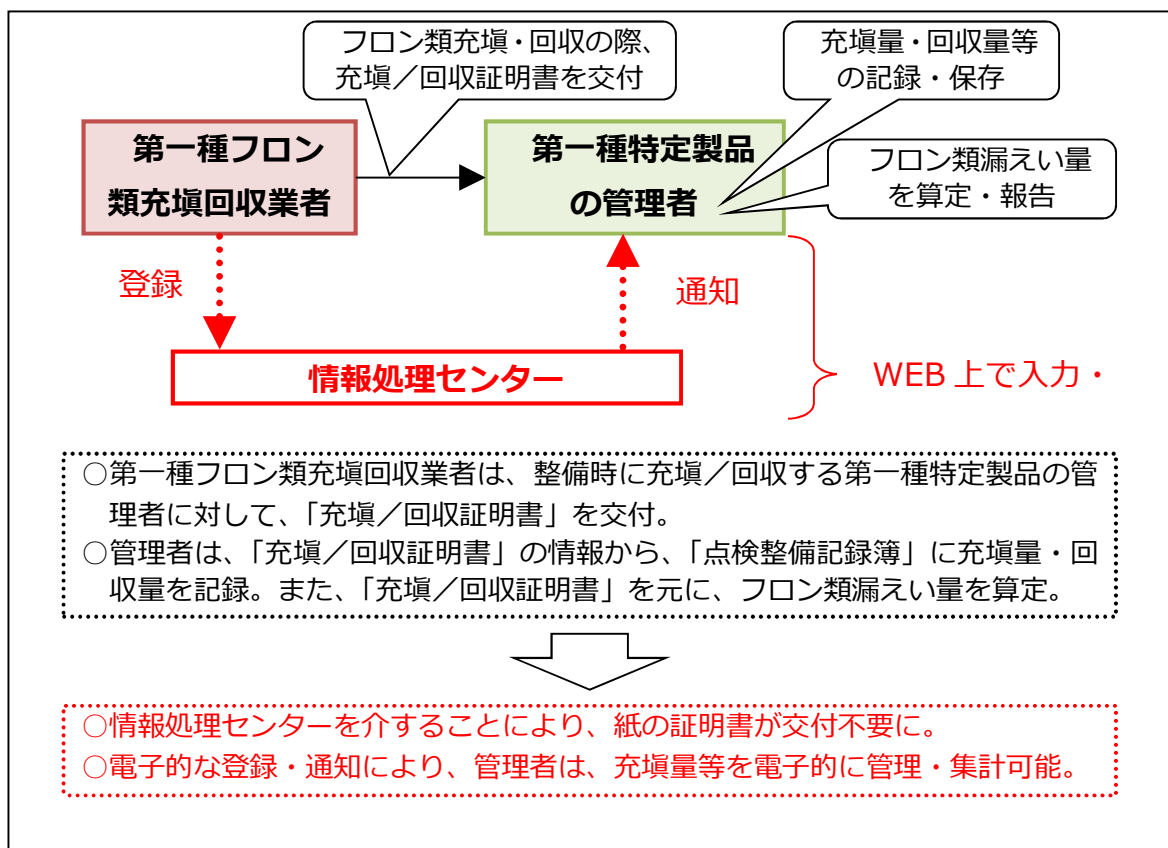 フロン類充塡・回収の際、
充塡／回収証明書を交付
充塡量・回収量等
の記録・保存
第一種フロン
類充塡回収業者
第一種特定製品
の管理者
フロン類漏えい量
を算定・報告
登録
通知
情報処理センター
WEB 上で入力・
○第一種フロン類充塡回収業者は、整備時に充塡／回収する第一種特定製品の管
理者に対して、「充塡／回収証明書」を交付。
○管理者は、「充塡／回収証明書」の情報から、「点検整備記録簿」に充塡量・回
収量を記録。また、「充塡／回収証明書」を元に、フロン類漏えい量を算定。
○情報処理センターを介することにより、紙の証明書が交付不要に。
○電子的な登録・通知により、管理者は、充塡量等を電子的に管理・集計可能。